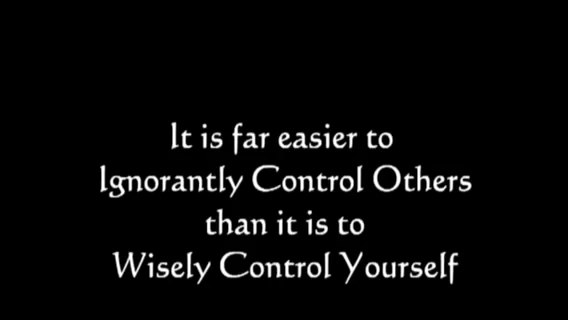 It is far easier to
Ignorantly Control Others
than it is to
Wisely Control Yourself